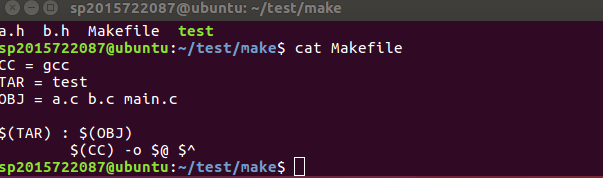 sp2015722087@ubuntu: ~/test/make
a.h  b.h  Makefile  test
sp2015722087@ubuntu:~/test/make$ cat Makefile
CC = gcc
TAR = test
OBJ = a.c b.c main.c

$(TAR) : $(OBJ)
        $(CC) -o $@ $^
sp2015722087@ubuntu:~/test/make$